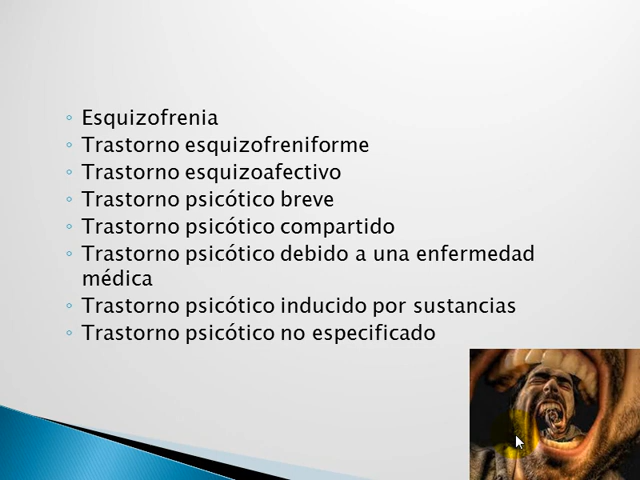 Esquizofrenia
Trastorno esquizofreniforme
Trastorno esquizoafectivo
Trastorno psicótico breve
Trastorno psicótico compartido
Trastorno psicótico debido a una enfermedad
médica
Trastorno psicótico inducido por sustancias
Trastorno psicótico no especificado